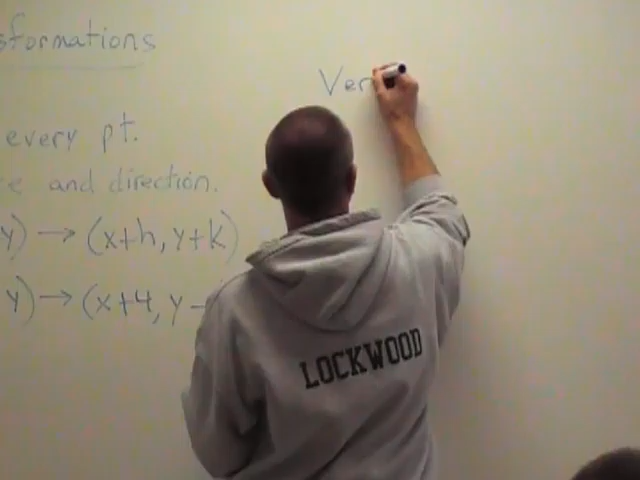 sformations
every pt.
e and direction.
y) → (x+h, y+k)
y) → (x+4, y-
Ver
LOCKWOOD